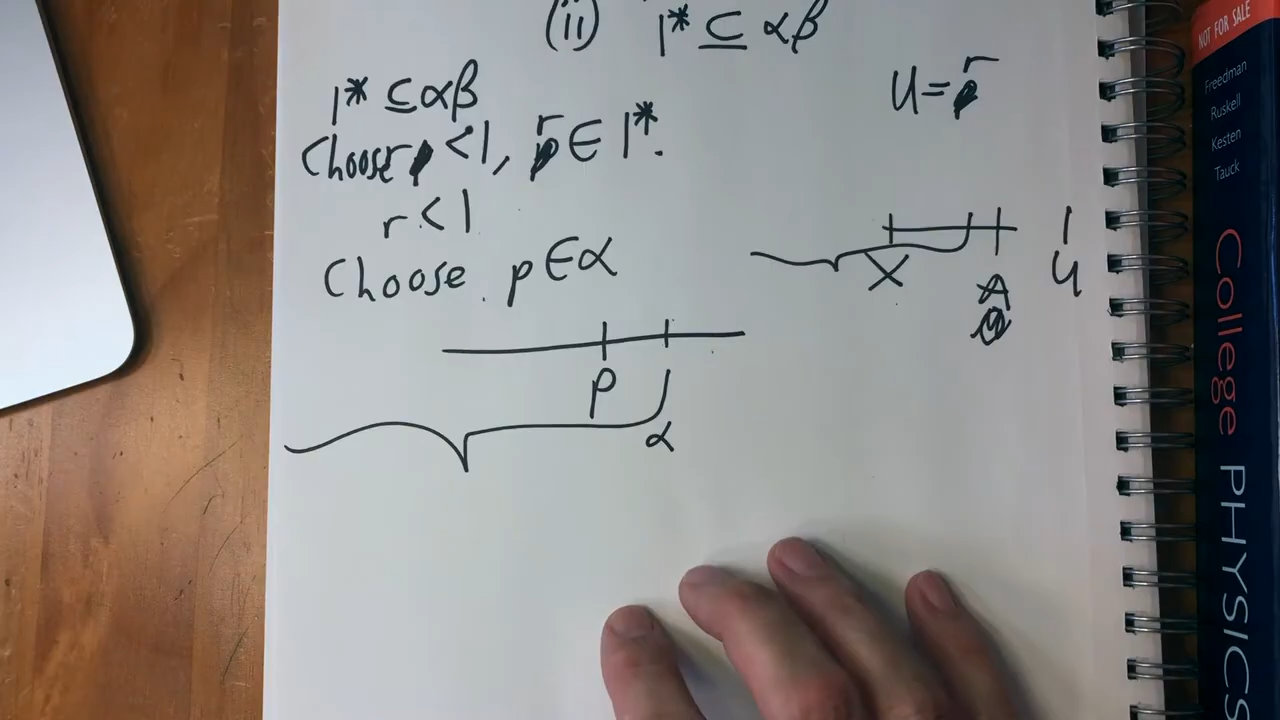 (ii) 1* ⊆ αβ
1* ⊆ αβ
U = r
Choose r < 1, r ∈ 1*.
r < 1
Choose p ∈ α
X
1
U
p
α
NOT FOR SALE
Freedman
Ruskell
Kesten
Tauck
College PHYSICS